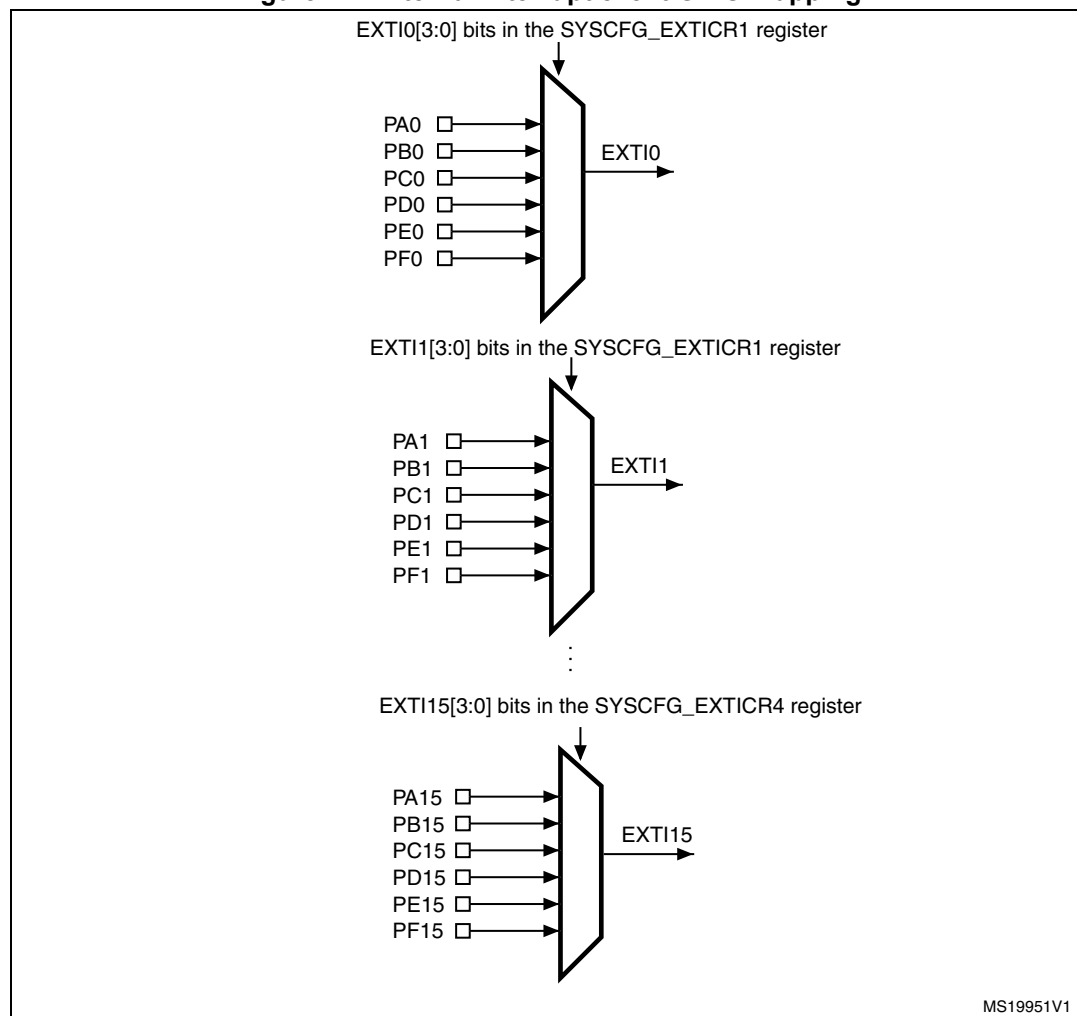 EXTI0[3:0] bits in the SYSCFG_EXTICR1 register
PA0
PB0
PC0
PD0
PE0
PF0
EXTI0
EXTI1[3:0] bits in the SYSCFG_EXTICR1 register
PA1
PB1
PC1
PD1
PE1
PF1
EXTI1
EXTI15[3:0] bits in the SYSCFG_EXTICR4 register
PA15
PB15
PC15
PD15
PE15
PF15
EXTI15
MS19951V1